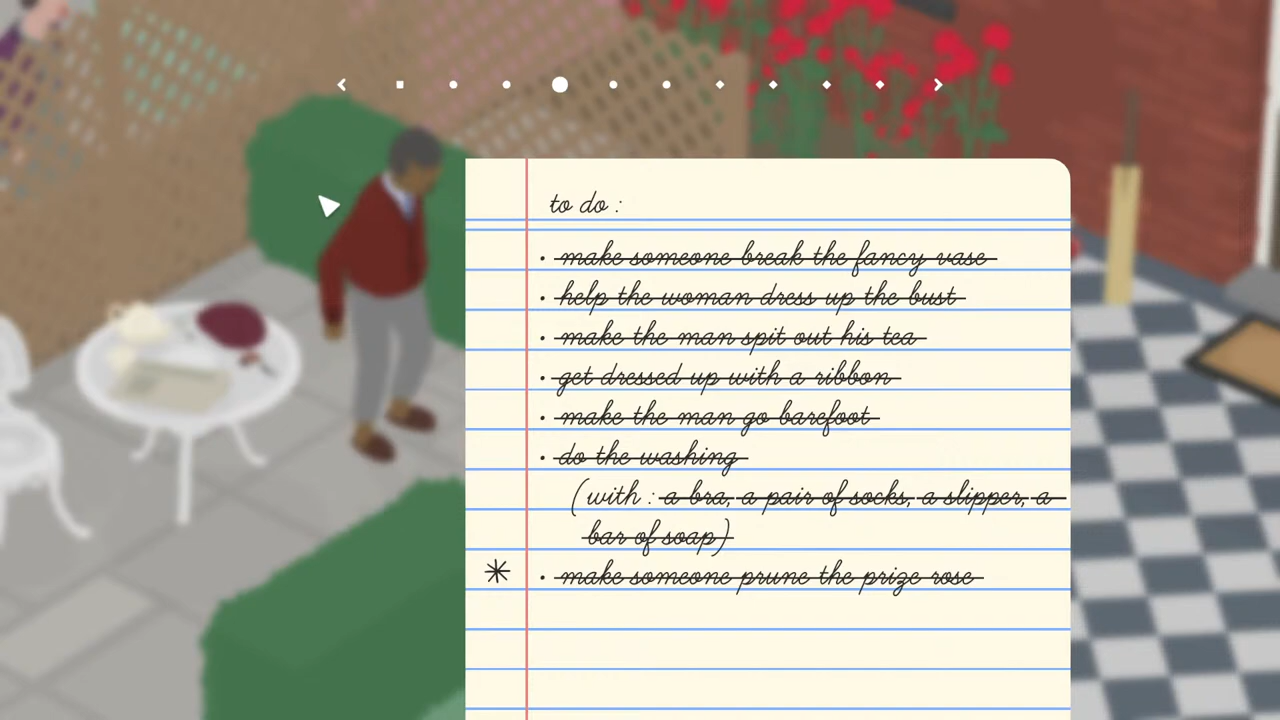 to do :
• make someone break the fancy vase
• help the woman dress up the bust
• make the man spit out his tea
• get dressed up with a ribbon
• make the man go barefoot
• do the washing
(with : a bra, a pair of socks, a slipper, a
bar of soap)
• make someone prune the prize rose